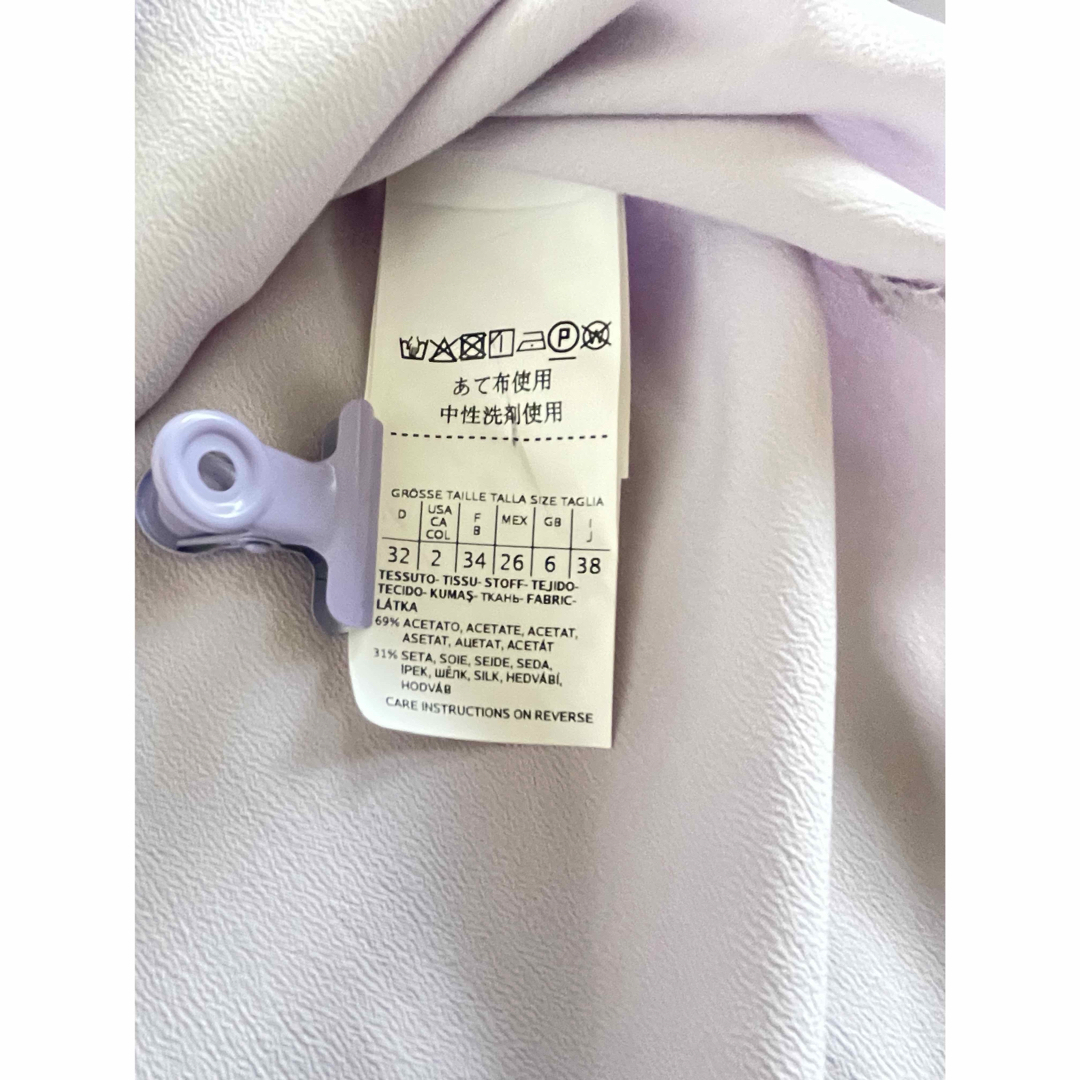 P W
あて布使用
中性洗剤使用
GRÖSSE TAILLE TALLA SIZE TAGLIA
D USA CA COL F B MEX GB I J
32 2 34 26 6 38
TESSUTO- TISSU- STOFF- TEJIDO-
TECIDO- KUMAŞ- ТКАНЬ- FABRIC-
LÁTKA
69% ACETATO, ACETATE, ACETAT,
ASETAT, АЦЕТАТ, ACETÁT
31% SETA, SOIE, SEIDE, SEDA,
İPEK, ШЁЛК, SILK, HEDVÁBÍ,
HODVÁB
CARE INSTRUCTIONS ON REVERSE